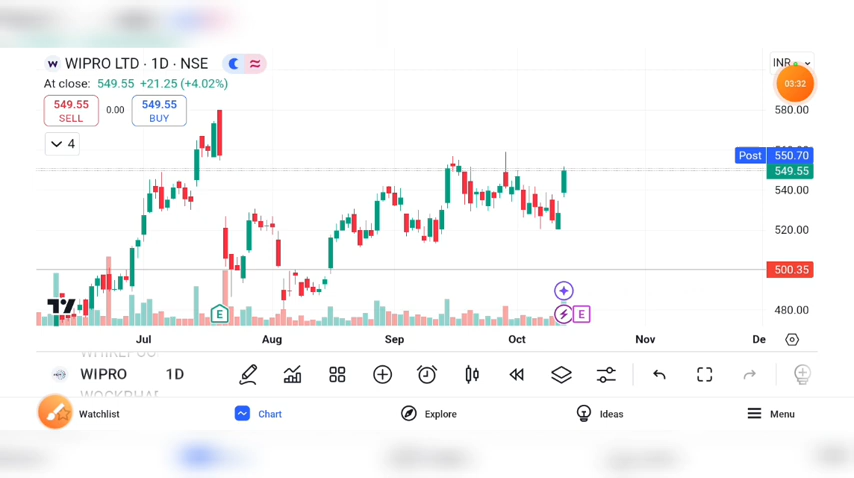 WIPRO LTD · 1D · NSE
INR
At close: 549.55 +21.25 (+4.02%)
03:32
549.55
SELL
0.00
549.55
BUY
580.00
4
Post 550.70
549.55
540.00
520.00
500.35
480.00
E
E
Jul Aug Sep Oct Nov De
WIPRO 1D
Watchlist Chart Explore Ideas Menu